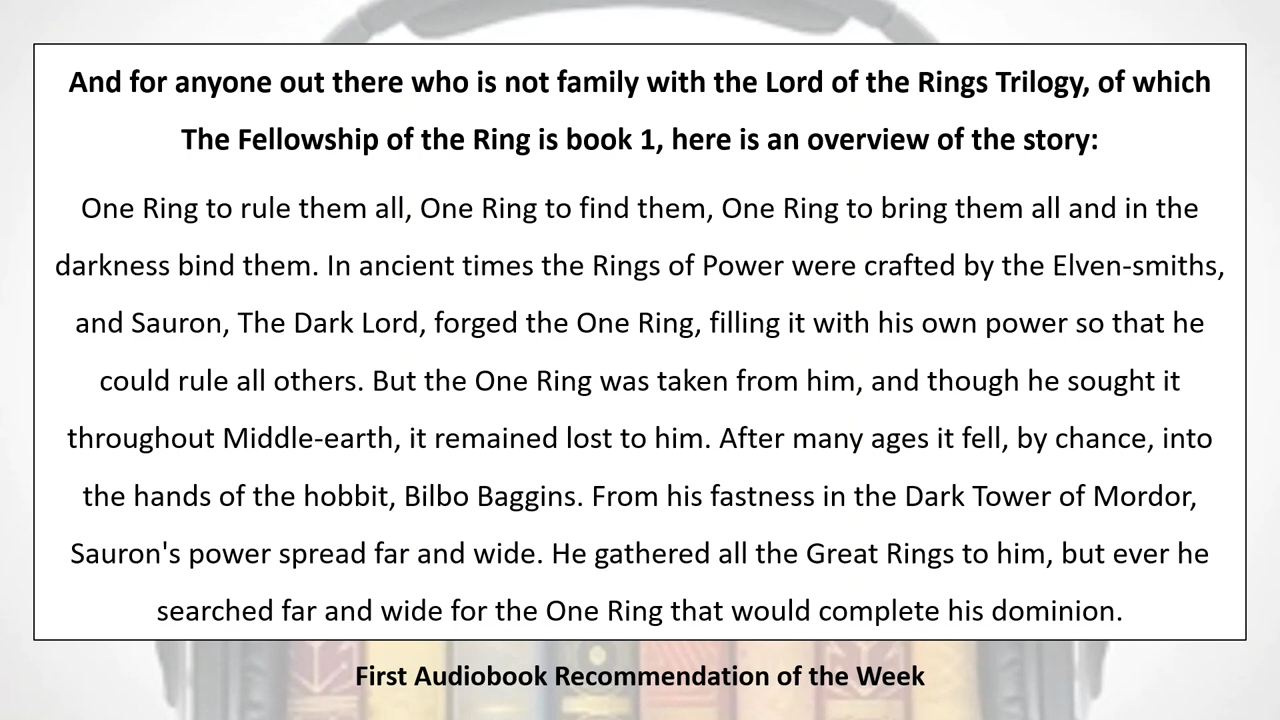 And for anyone out there who is not family with the Lord of the Rings Trilogy, of which
The Fellowship of the Ring is book 1, here is an overview of the story:
One Ring to rule them all, One Ring to find them, One Ring to bring them all and in the
darkness bind them. In ancient times the Rings of Power were crafted by the Elven-smiths,
and Sauron, The Dark Lord, forged the One Ring, filling it with his own power so that he
could rule all others. But the One Ring was taken from him, and though he sought it
throughout Middle-earth, it remained lost to him. After many ages it fell, by chance, into
the hands of the hobbit, Bilbo Baggins. From his fastness in the Dark Tower of Mordor,
Sauron's power spread far and wide. He gathered all the Great Rings to him, but ever he
searched far and wide for the One Ring that would complete his dominion.
First Audiobook Recommendation of the Week